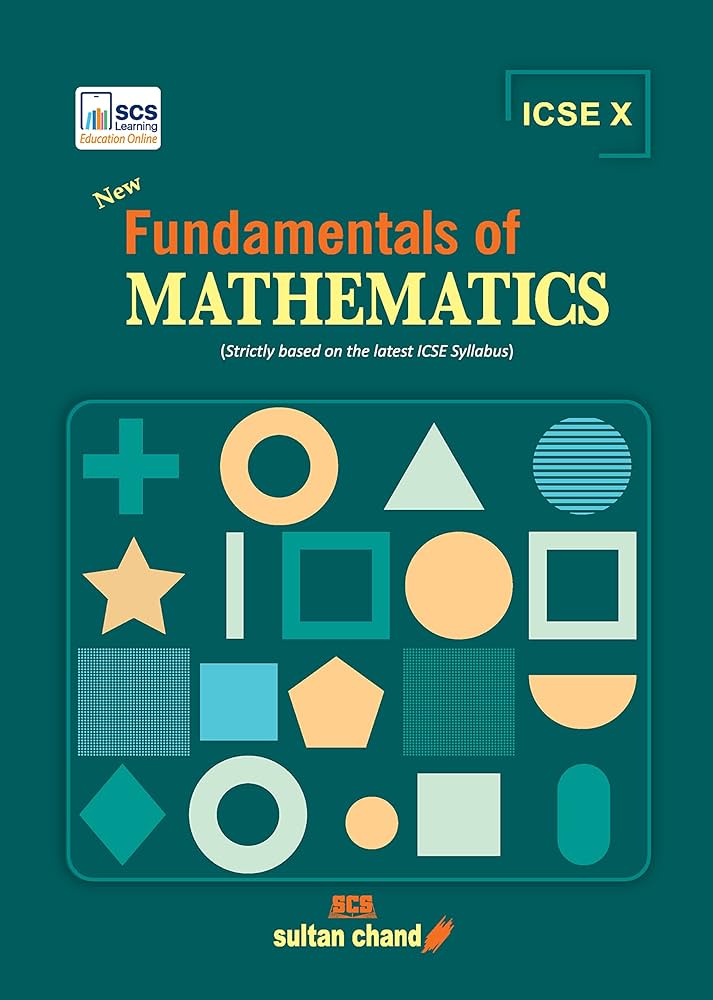 SCS
Learning
Education Online
ICSE X
New
Fundamentals of
MATHEMATICS
(Strictly based on the latest ICSE Syllabus)
SCS
sultan chand